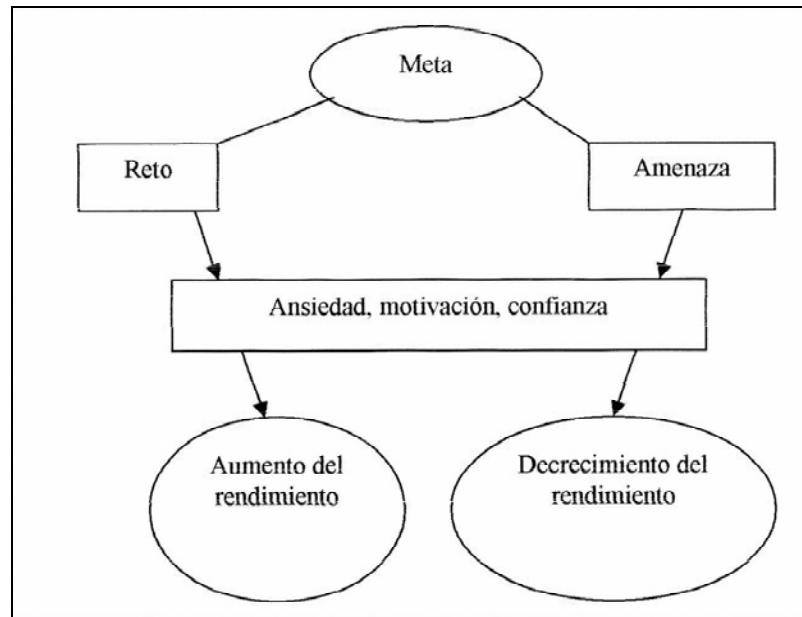 Meta
Reto
Amenaza
Ansiedad, motivación, confianza
Aumento del
rendimiento
Decrecimiento del
rendimiento